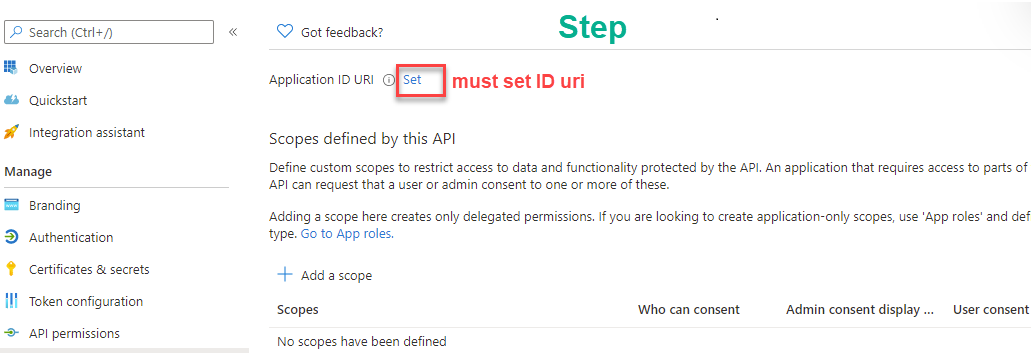 Search (Ctrl+/)
«
Got feedback?
Step
Overview
Quickstart
Integration assistant
Manage
Branding
Authentication
Certificates & secrets
Token configuration
API permissions
Application ID URI
Set
must set ID uri
Scopes defined by this API
Define custom scopes to restrict access to data and functionality protected by the API. An application that requires access to parts of
API can request that a user or admin consent to one or more of these.
Adding a scope here creates only delegated permissions. If you are looking to create application-only scopes, use 'App roles' and def
type. Go to App roles.
Add a scope
Scopes Who can consent Admin consent display ... User consent
No scopes have been defined